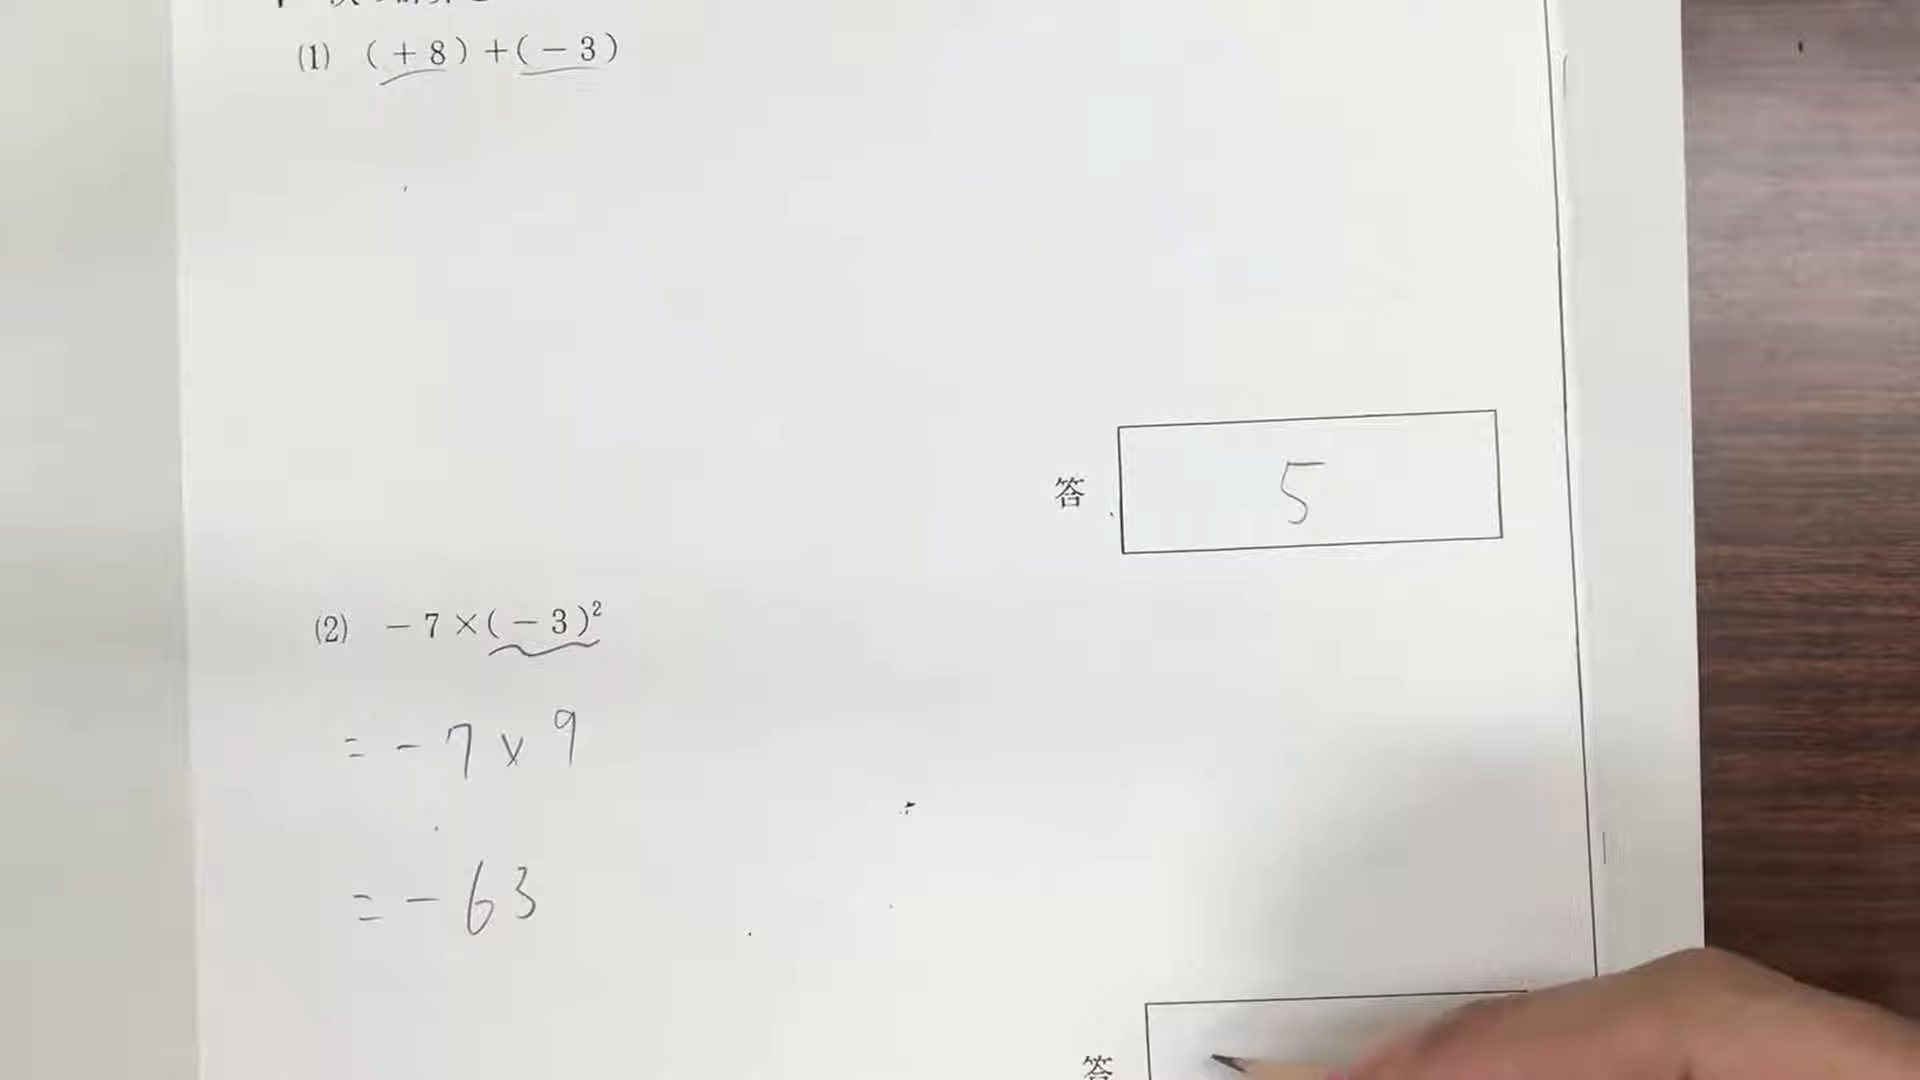 (1) (+8)+(-3)
答 5
(2) -7×(-3)²
= -7×9
= -63
答